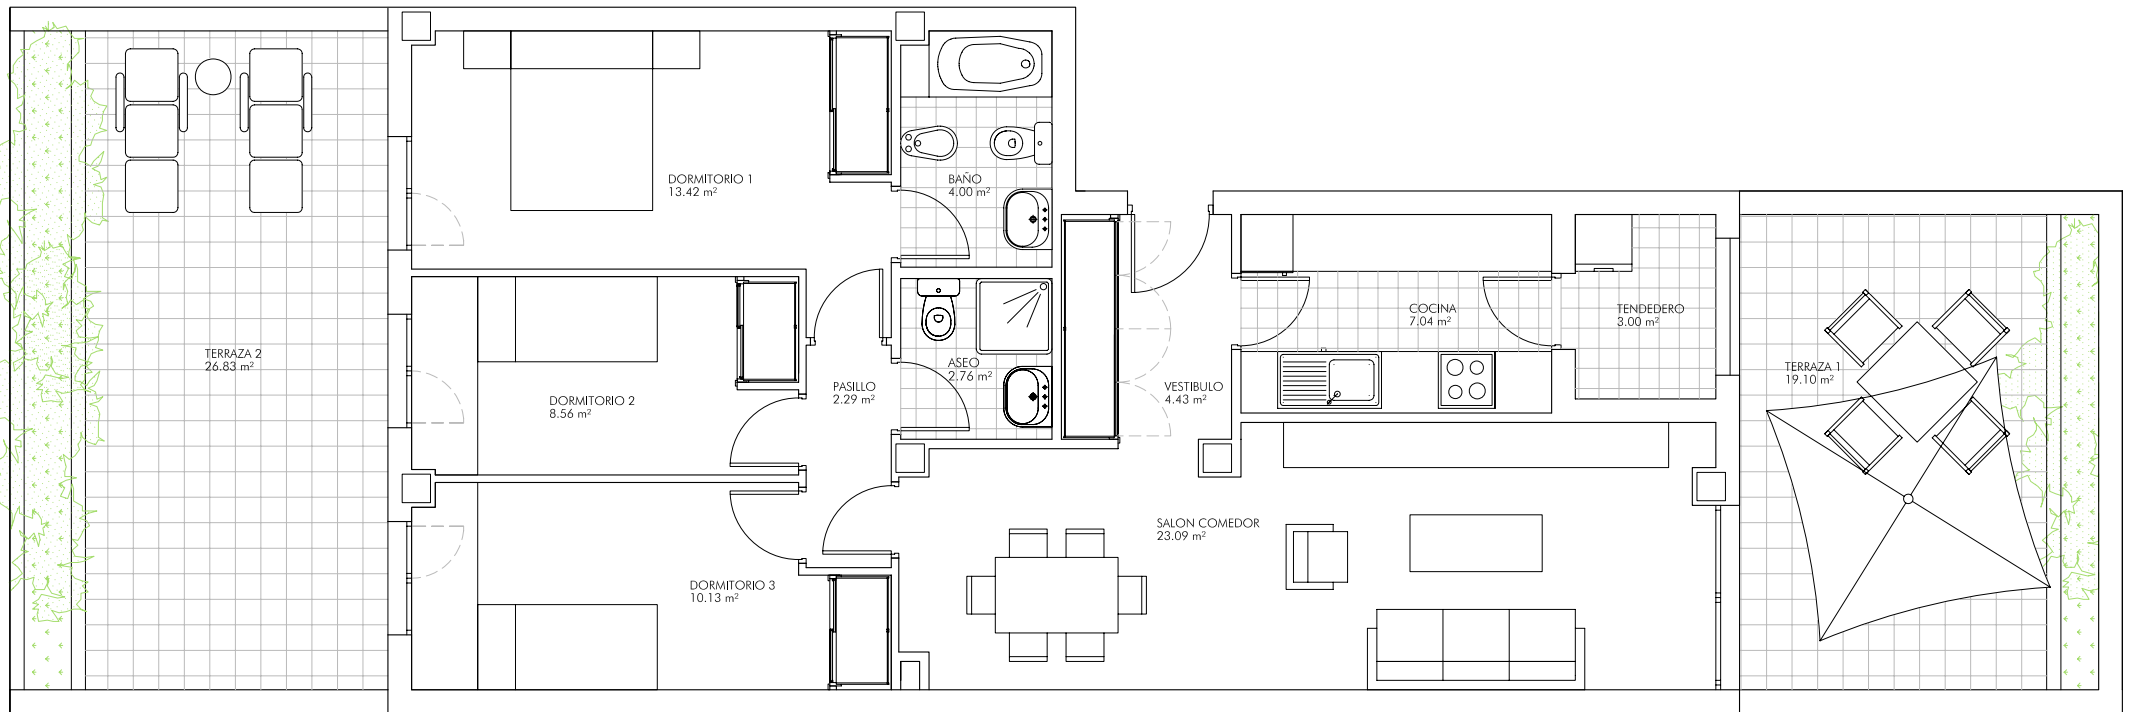 DORMITORIO 1
13.42 m²
BAÑO
4.00 m²
COCINA
7.04 m²
TENDEDERO
3.00 m²
TERRAZA 2
26.83 m²
DORMITORIO 2
8.56 m²
PASILLO
2.29 m²
ASEO
2.76 m²
VESTIBULO
4.43 m²
TERRAZA 1
19.10 m²
SALON COMEDOR
23.09 m²
DORMITORIO 3
10.13 m²